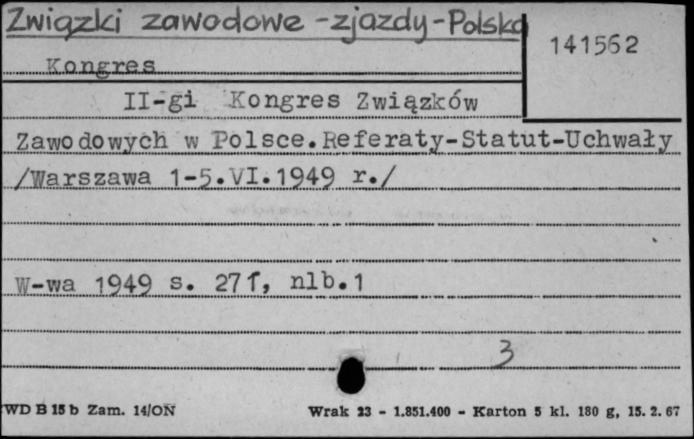 Związki zawodowe - zjazdy - Polska
141562
Kongres
II-gi Kongres Związków
Zawodowych w Polsce.Referaty-Statut-Uchwały
/Warszawa 1-5.VI.1949 r./
W-wa 1949 s. 271, nlb.1
3
WD B 15 b Zam. 14/ON Wrak 23 - 1.851.400 - Karton 5 kl. 180 g, 15. 2. 67